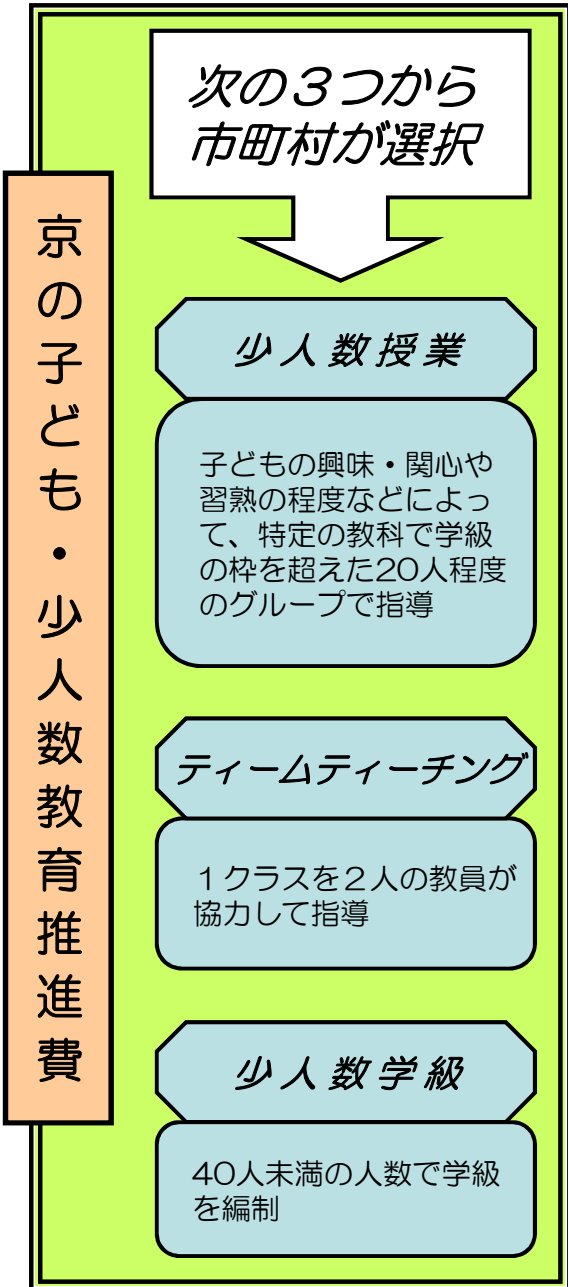 次の３つから
市町村が選択
京の子ども・少人数教育推進費
少人数授業
子どもの興味・関心や
習熟の程度などによっ
て、特定の教科で学級
の枠を超えた20人程度
のグループで指導
ティームティーチング
１クラスを２人の教員が
協力して指導
少人数学級
40人未満の人数で学級
を編制